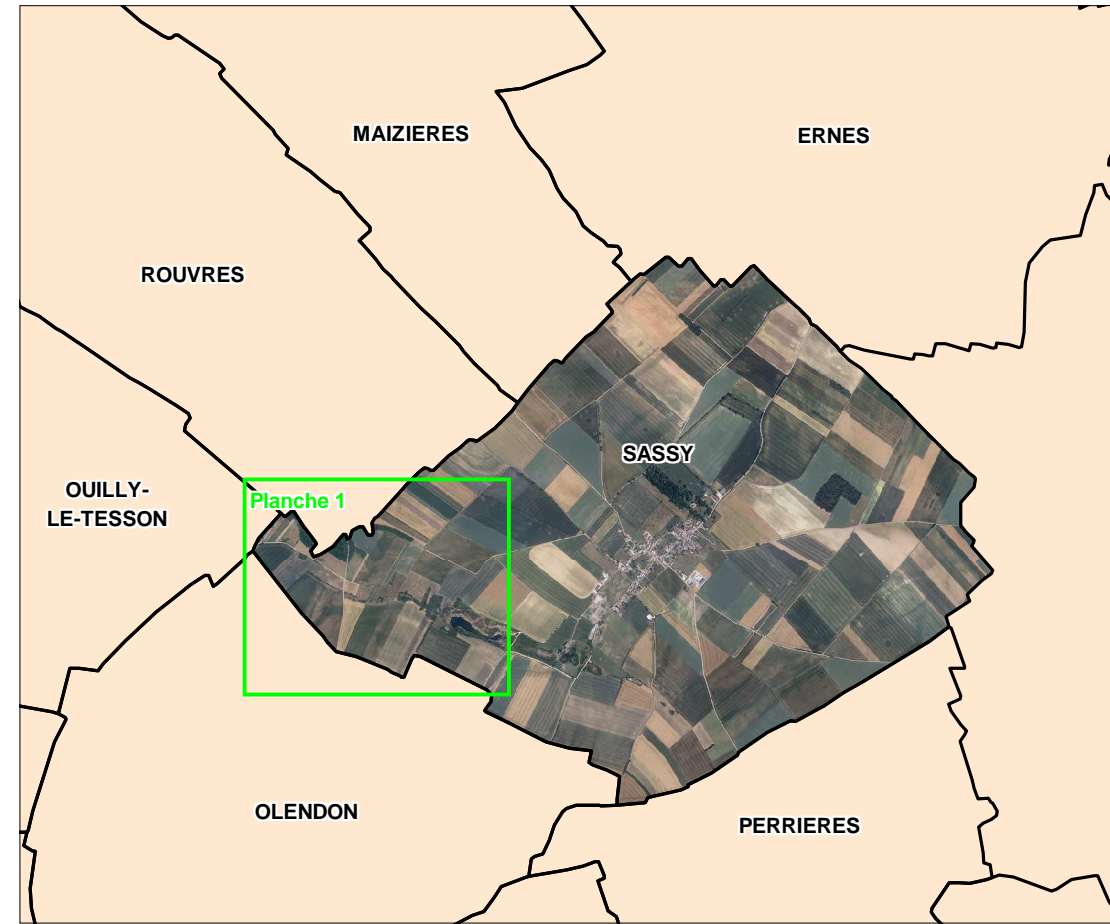 MAIZIERES
ERNES
ROUVRES
SASSY
OUILLY-
LE-TESSON
Planche 1
OLENDON
PERRIERES